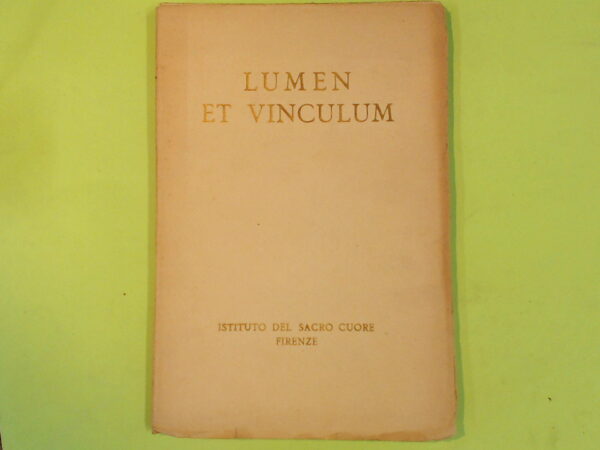 LUMEN
ET VINCULUM
ISTITUTO DEL SACRO CUORE
FIRENZE